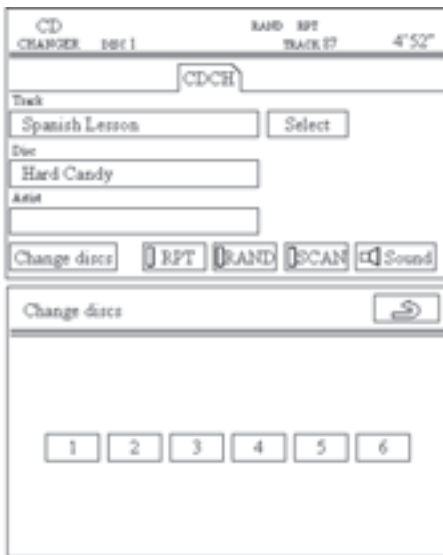 CD RAND RPT
CHANGER DISC 1 TRACK 07 4'52"
CDCH
Track
Spanish Lesson Select
Disc
Hard Candy
Artist
Change discs RPT RAND SCAN Sound
Change discs
1 2 3 4 5 6